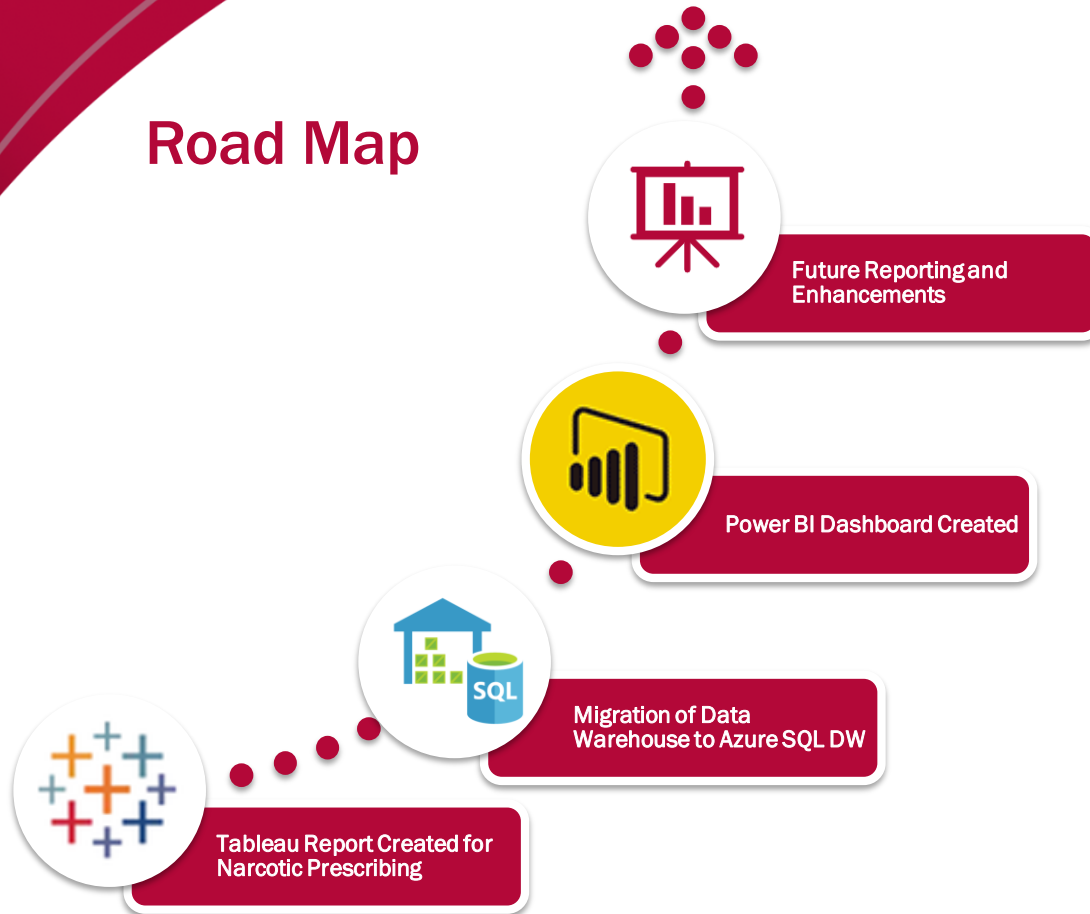 Road Map
Future Reporting and
Enhancements
Power BI Dashboard Created
SQL
Migration of Data
Warehouse to Azure SQL DW
Tableau Report Created for
Narcotic Prescribing